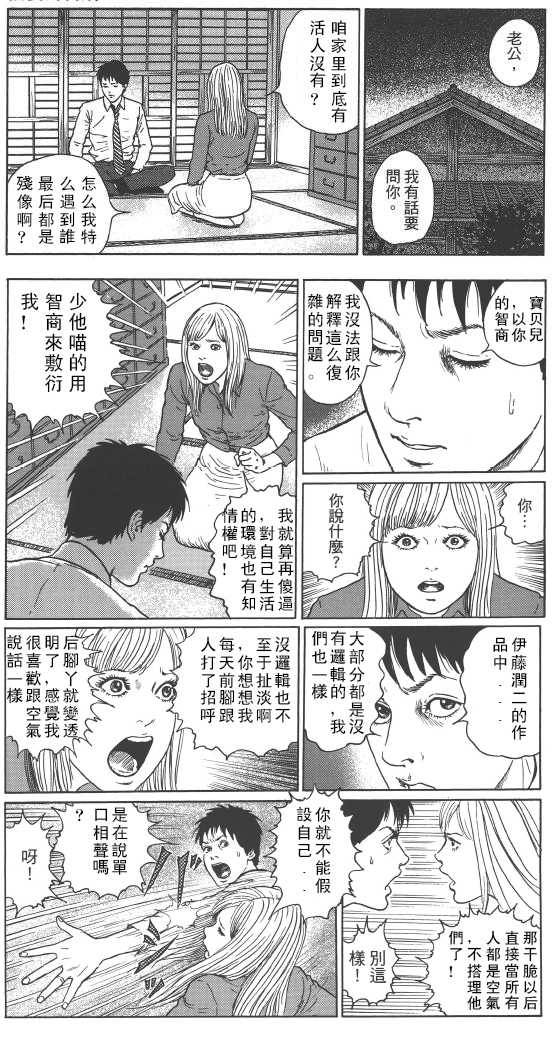 老公，
我有話要
問你。
咱家里到底有
活人沒有？
怎么我特
么遇到誰
最后都是
殘像啊？
寶贝兒
，以你
的智商
我沒法跟你
解釋這么復
雜的問題。
少他喵的用
智商來敷衍
我！
我就算再傻逼
，對自己生活
的環境也有知
情權吧！
你…
你說什麼？
伊藤潤二的作
品中．．
大部分都是沒
有邏輯的，我
們也一樣
沒邏輯也不
至于扯淡啊
，你想想我
每天前腳跟
人打了招呼
后腳丫就變透
明了，感覺我
很喜歡跟空氣
說話一樣
那干脆以后
直接當所有
人都是空氣
，不搭理他
們了！
別這
樣！
你就不能假
設自己．．
是在說單
口相聲嗎
？
呀！